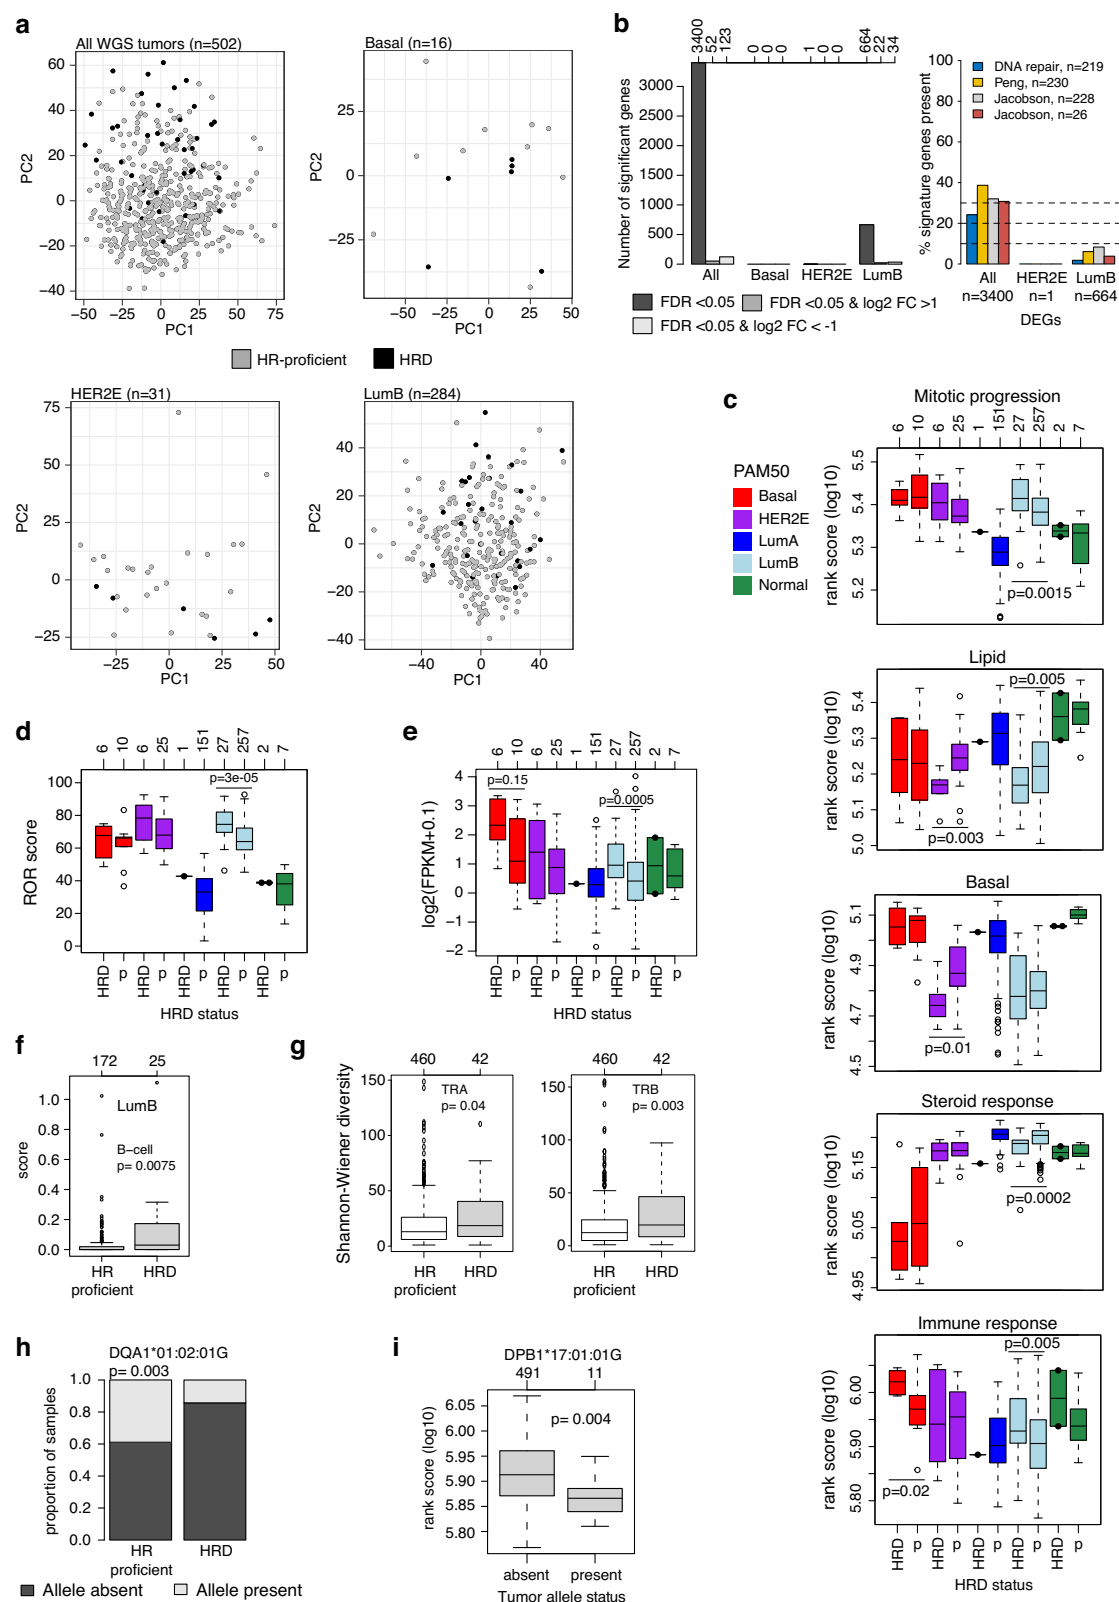 a
All WGS tumors (n=502)
60
40
20
0
−20
−40
PC2
−50 −25 0 25 50 75
PC1
Basal (n=16)
25
0
−25
PC2
−50 −25 0 25 50
PC1
HR-proficient HRD
HER2E (n=31)
75
50
25
0
−25
PC2
−25 0 25 50
PC1
LumB (n=284)
40
20
0
−20
−40
PC2
−40 0 40
PC1
b
3400 52 123 0 0 0 1 0 0 664 22 34
Number of significant genes
3000
2000
1000
500
0
All Basal HER2E LumB
FDR <0.05 FDR <0.05 & log2 FC >1
FDR <0.05 & log2 FC < -1
% signature genes present
100
80
60
40
20
0
DNA repair, n=219
Peng, n=230
Jacobson, n=228
Jacobson, n=26
All HER2E LumB
n=3400 n=1 n=664
DEGs
c
PAM50
Basal
HER2E
LumA
LumB
Normal
Mitotic progression
6 10 6 25 1 151 27 257 2 7
rank score (log10)
5.5
5.4
5.3
5.2
p=0.0015
Lipid
rank score (log10)
5.4
5.3
5.2
5.1
5.0
p=0.005
p=0.003
Basal
rank score (log10)
5.1
4.9
4.7
4.5
p=0.01
Steroid response
rank score (log10)
5.15
5.05
4.95
p=0.0002
Immune response
rank score (log10)
6.00
5.90
5.80
p=0.005
p=0.02
HRD p HRD p HRD p HRD p HRD p
HRD status
d
6 10 6 25 1 151 27 257 2 7
ROR score
100
80
60
40
20
0
p=3e-05
HRD p HRD p HRD p HRD p HRD p
HRD status
e
6 10 6 25 1 151 27 257 2 7
log2(FPKM+0.1)
4
3
2
1
0
−1
−2
p=0.15
p=0.0005
HRD p HRD p HRD p HRD p HRD p
HRD status
f
172 25
score
1.0
0.8
0.6
0.4
0.2
0.0
LumB
B−cell
p= 0.0075
HR HRD
proficient
g
460 42
Shannon-Wiener diversity
150
100
50
0
TRA
p= 0.04
HR HRD
proficient
460 42
150
100
50
0
TRB
p= 0.003
HR HRD
proficient
h
DQA1*01:02:01G
p= 0.003
proportion of samples
1.0
0.8
0.6
0.4
0.2
0.0
HR HRD
proficient
Allele absent Allele present
i
DPB1*17:01:01G
491 11
rank score (log10)
6.05
6.00
5.95
5.90
5.85
5.80
p= 0.004
absent present
Tumor allele status